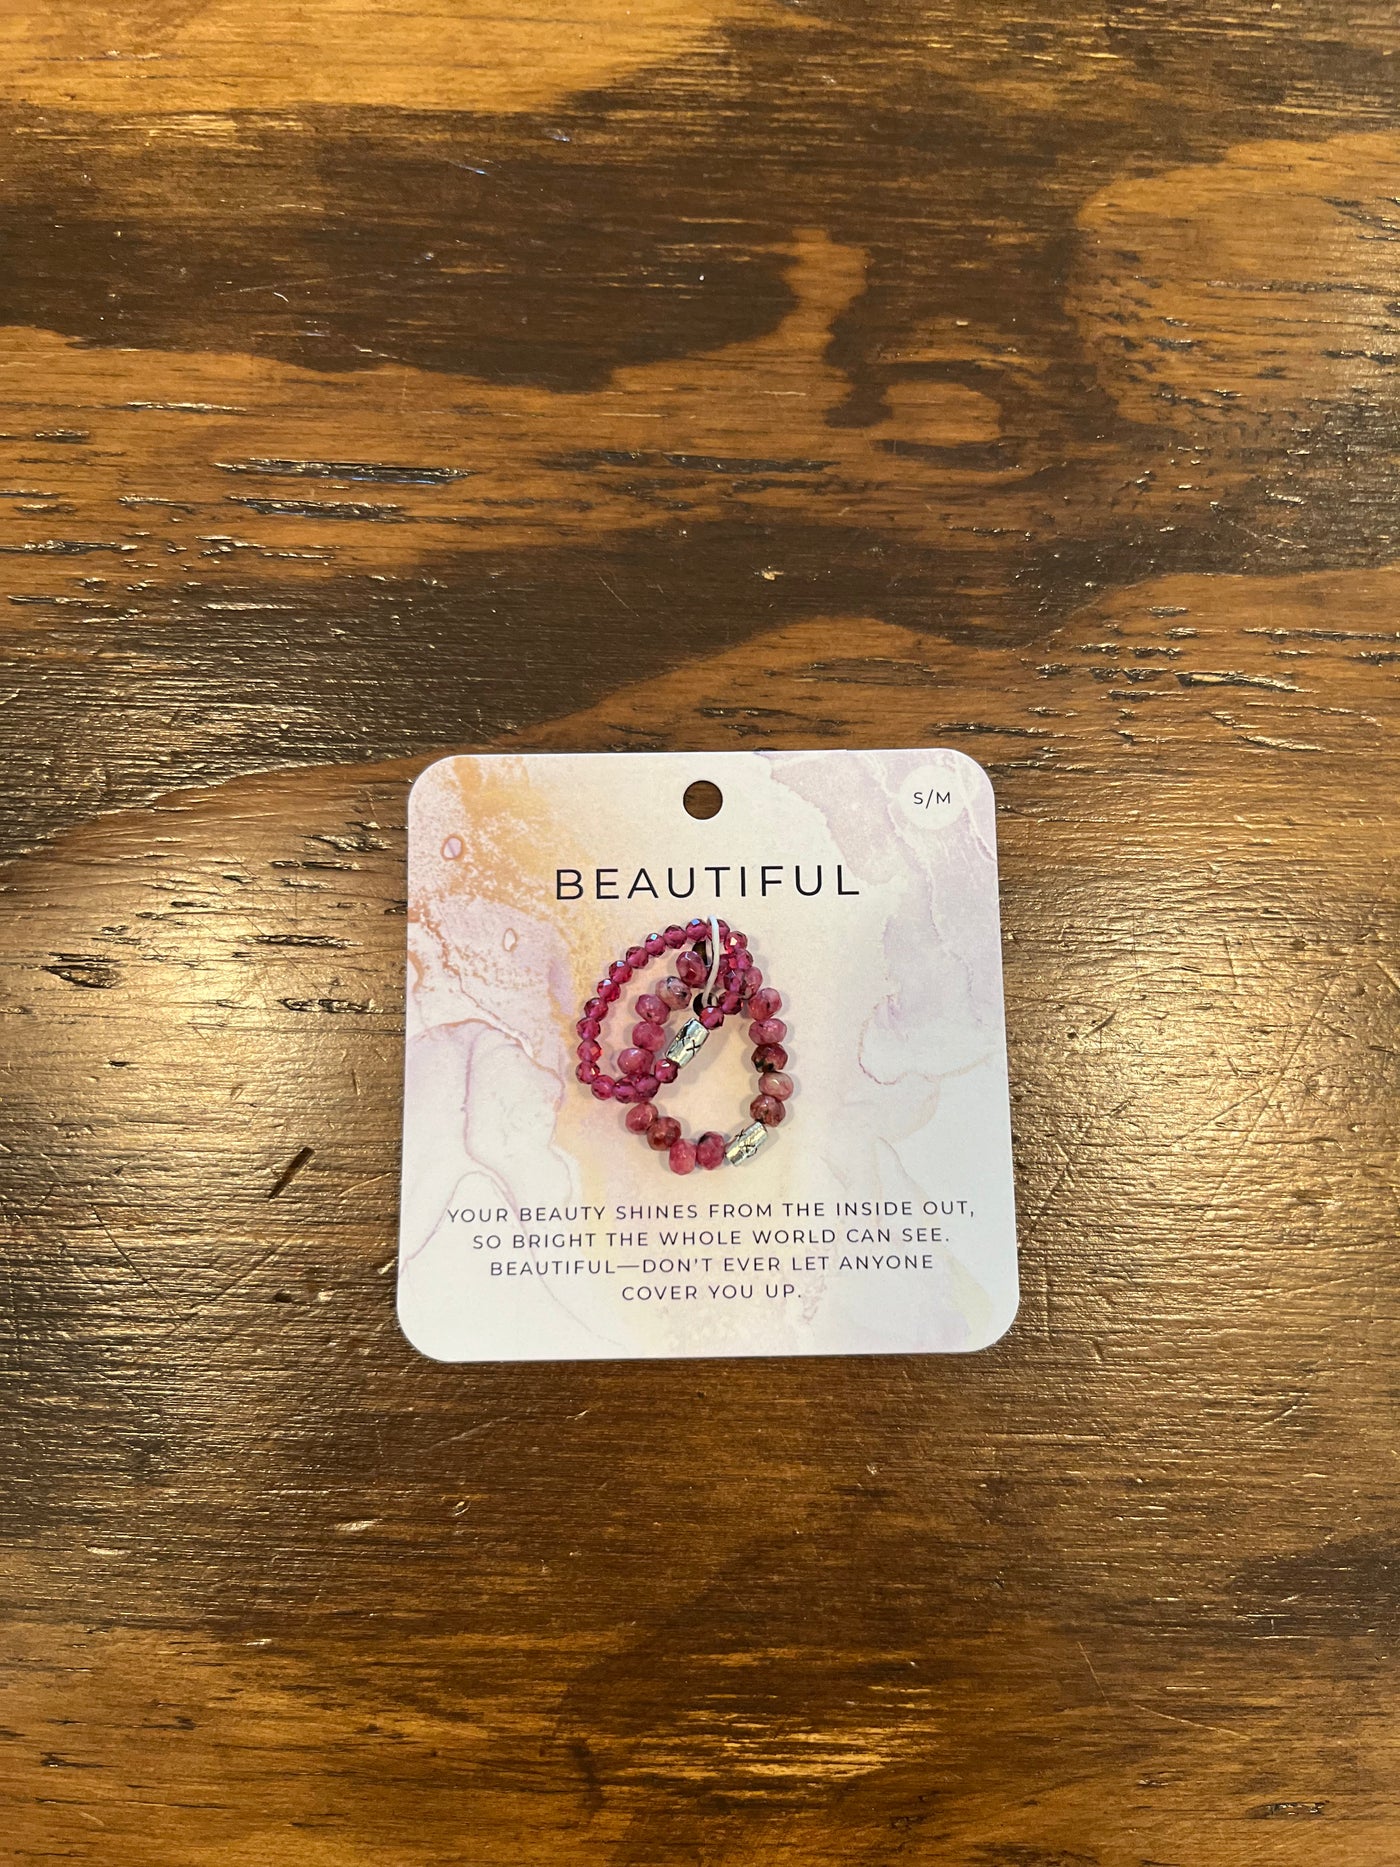 S/M
BEAUTIFUL
YOUR BEAUTY SHINES FROM THE INSIDE OUT,
SO BRIGHT THE WHOLE WORLD CAN SEE.
BEAUTIFUL—DON'T EVER LET ANYONE
COVER YOU UP.